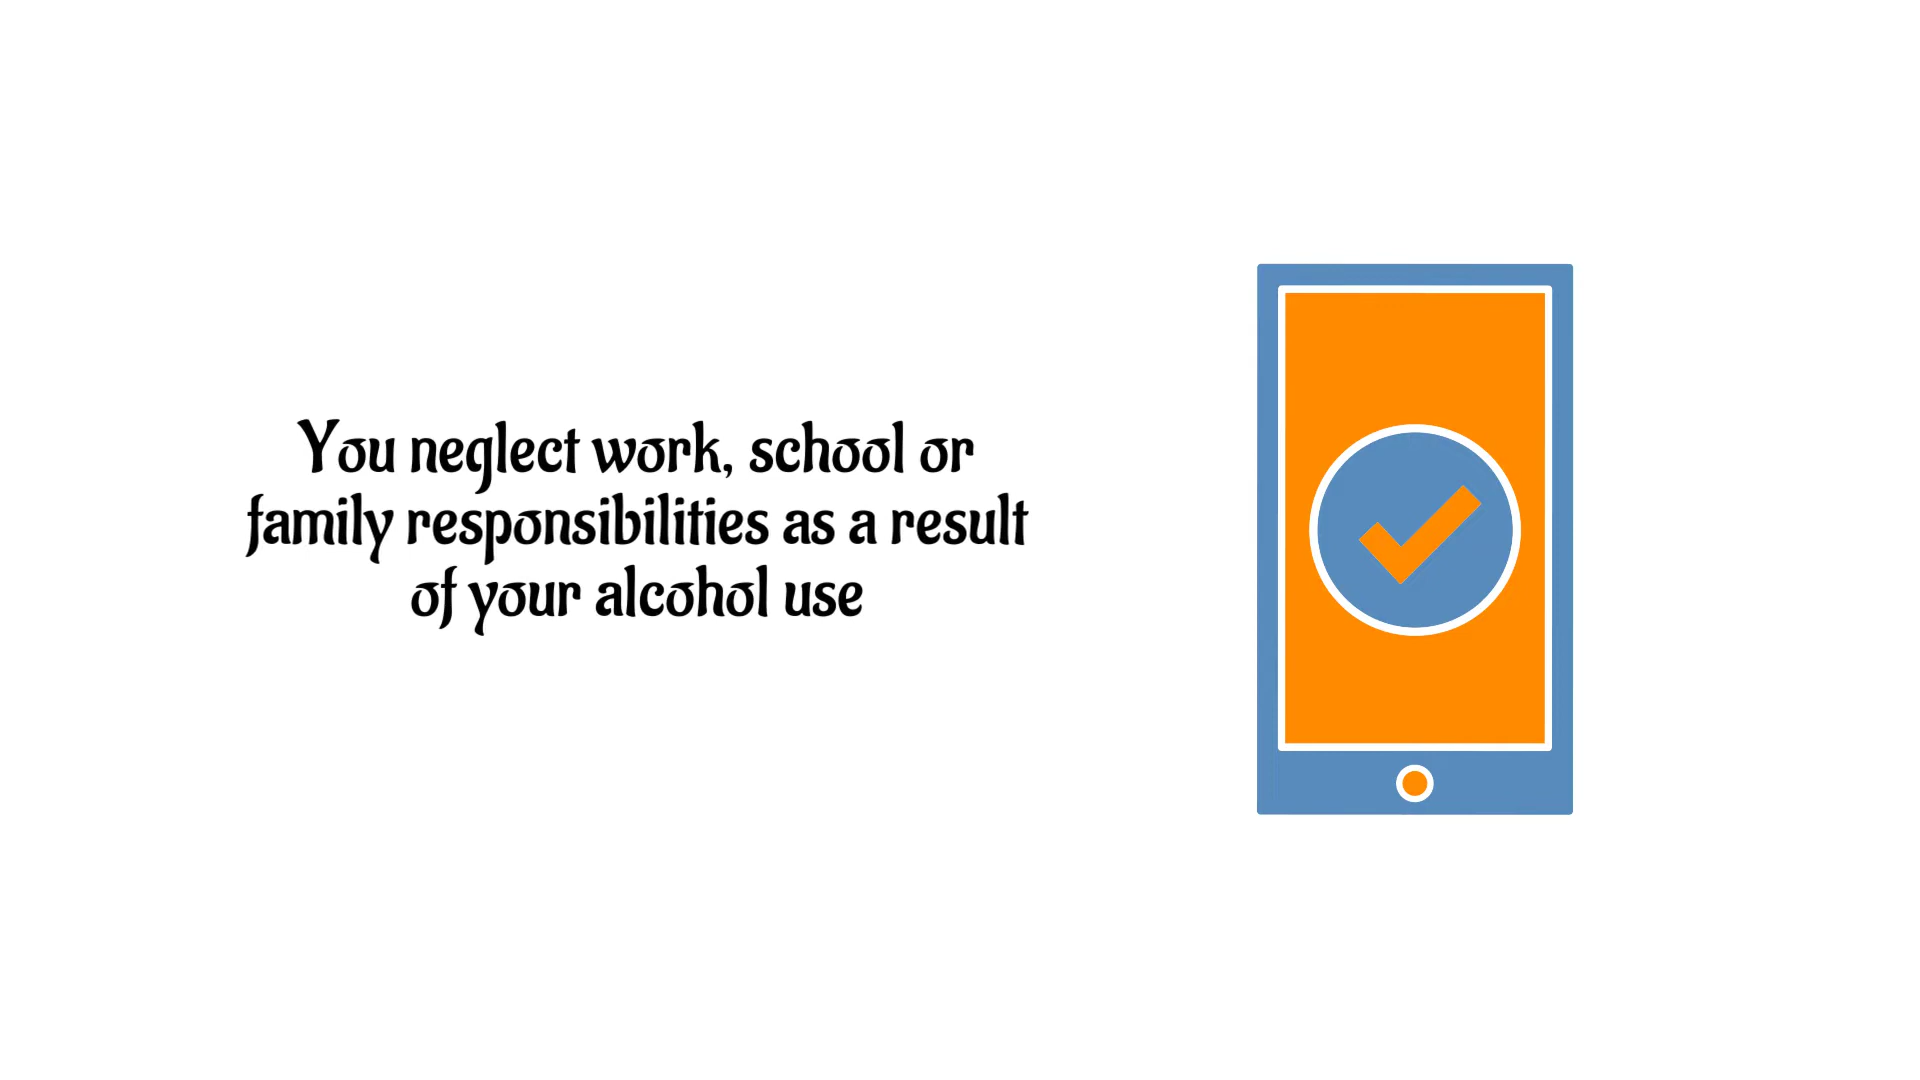 You neglect work, school or
family responsibilities as a result
of your alcohol use